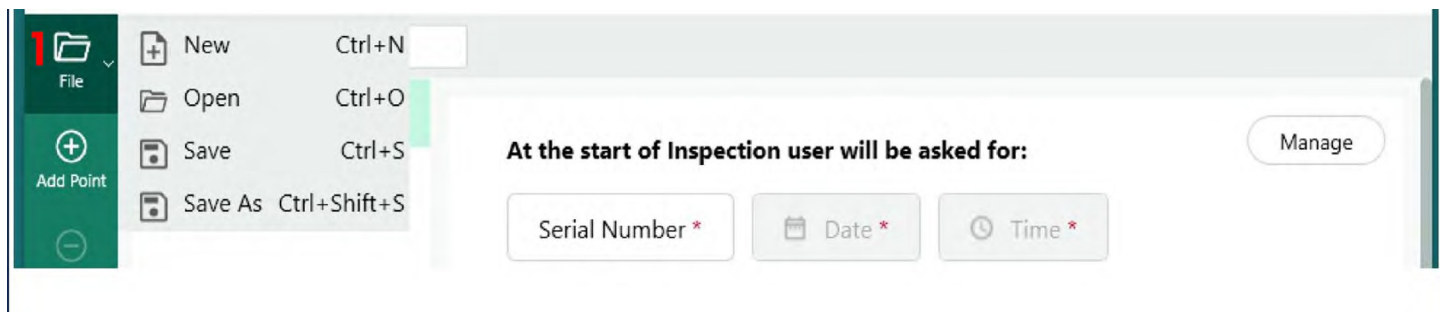 1
File
New Ctrl+N
Open Ctrl+O
Save Ctrl+S
Save As Ctrl+Shift+S
Add Point
At the start of Inspection user will be asked for:
Manage
Serial Number *
Date *
Time *